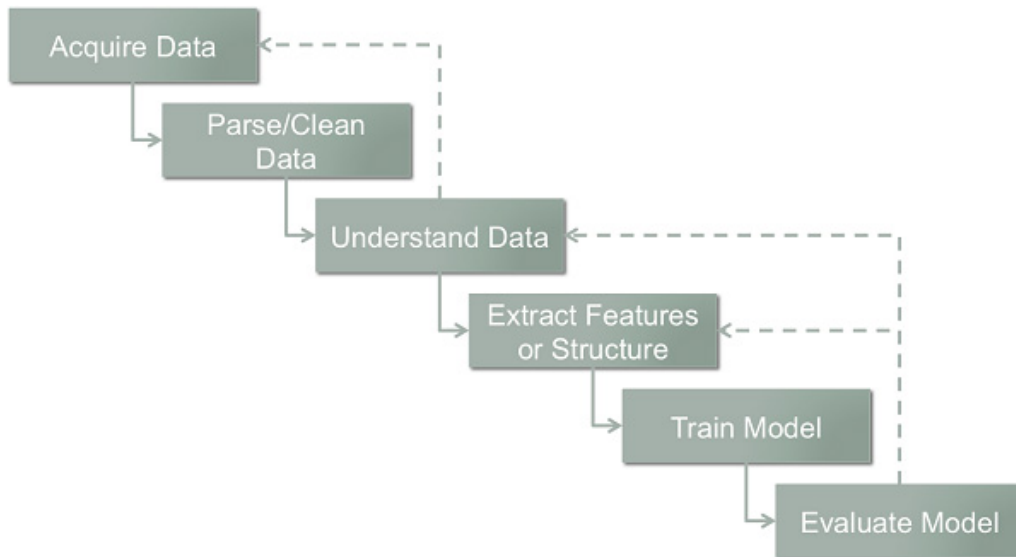 Acquire Data
Parse/Clean
Data
Understand Data
Extract Features
or Structure
Train Model
Evaluate Model